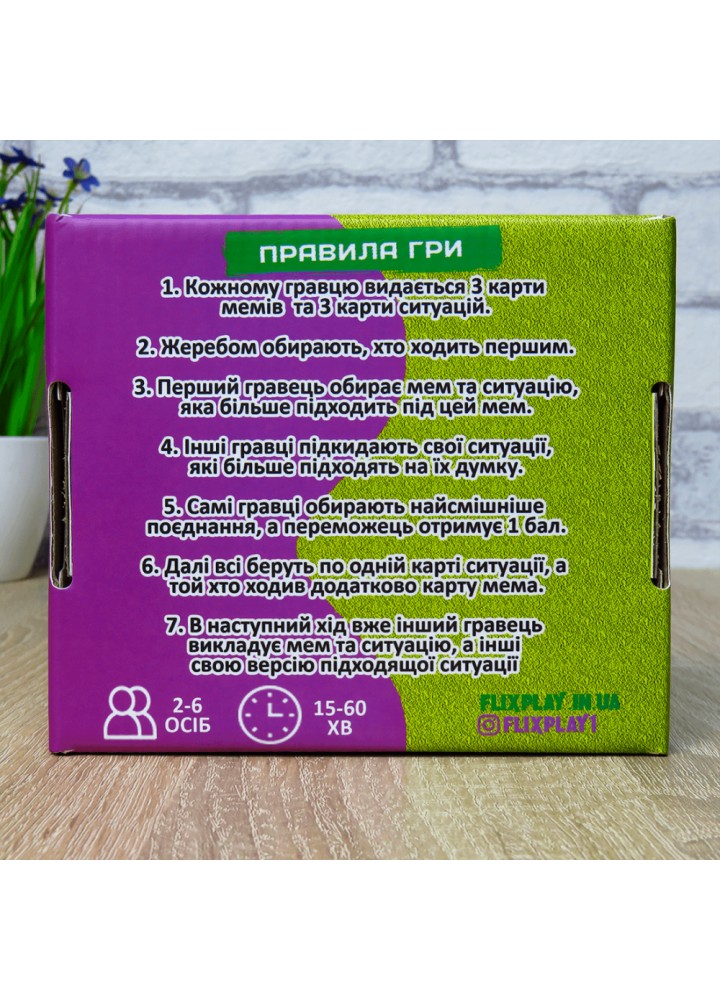 ПРАВИЛА ГРИ
1. Кожному гравцю видається 3 карти
мемів та 3 карти ситуацій.
2. Жеребом обирають, хто ходить першим.
3. Перший гравець обирає мем та ситуацію,
яка більше підходить під цей мем.
4. Інші гравці підкидають свої ситуації,
які більше підходять на їх думку.
5. Самі гравці обирають найсмішніше
поєднання, а переможець отримує 1 бал.
6. Далі всі беруть по одній карті ситуації, а
той хто ходив додатково карту мема.
7. В наступний хід вже інший гравець
викладує мем та ситуацію, а інші
свою версію підходящої ситуації
2-6
ОСІБ
15-60
ХВ
FLIXPLAY IN UA
FLIXPLAY1